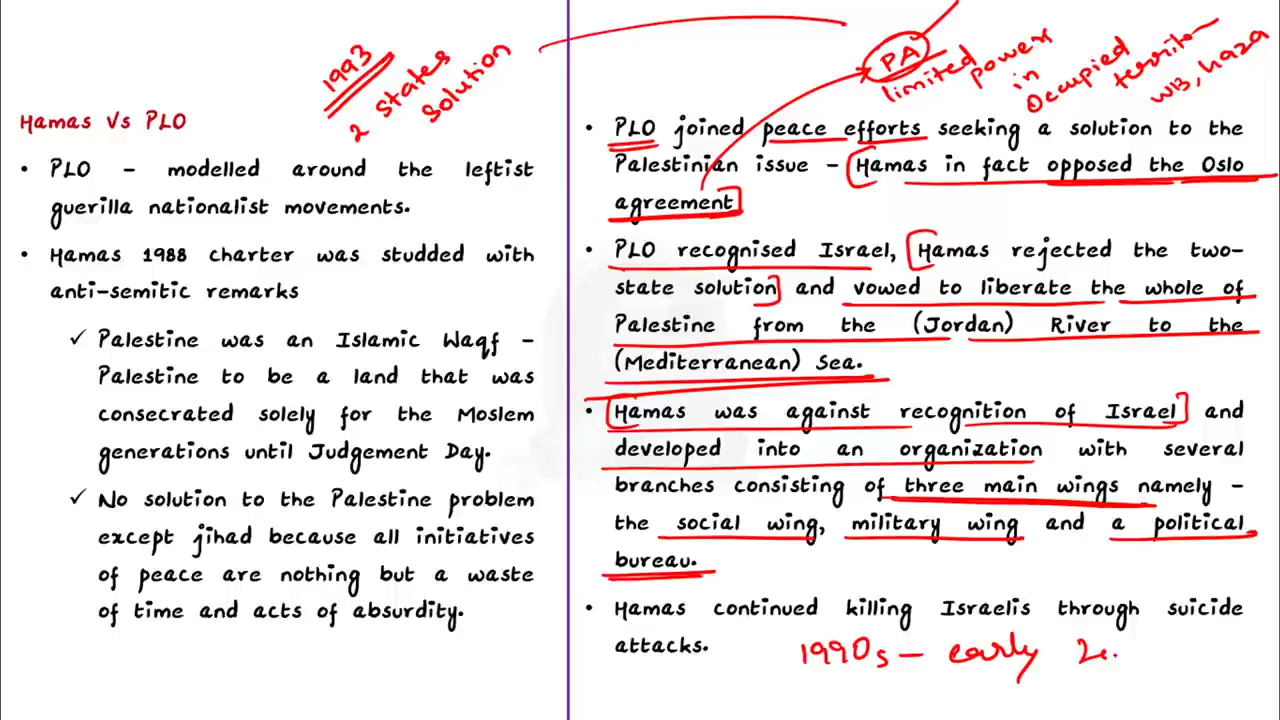 1993
2 States
Solution
Hamas Vs PLO
• PLO – modelled around the leftist
guerilla nationalist movements.
• Hamas 1988 charter was studded with
anti-semitic remarks
✓ Palestine was an Islamic Waqf –
Palestine to be a land that was
consecrated solely for the Moslem
generations until Judgement Day.
✓ No solution to the Palestine problem
except jihad because all initiatives
of peace are nothing but a waste
of time and acts of absurdity.
PA
limited power
in
Occupied
WB, Gaza
• PLO joined peace efforts seeking a solution to the
Palestinian issue – Hamas in fact opposed the Oslo
agreement
• PLO recognised Israel, Hamas rejected the two-
state solution and vowed to liberate the whole of
Palestine from the (Jordan) River to the
(Mediterranean) Sea.
• Hamas was against recognition of Israel and
developed into an organization with several
branches consisting of three main wings namely –
the social wing, military wing and a political
bureau.
• Hamas continued killing Israelis through suicide
attacks.
1990s – early